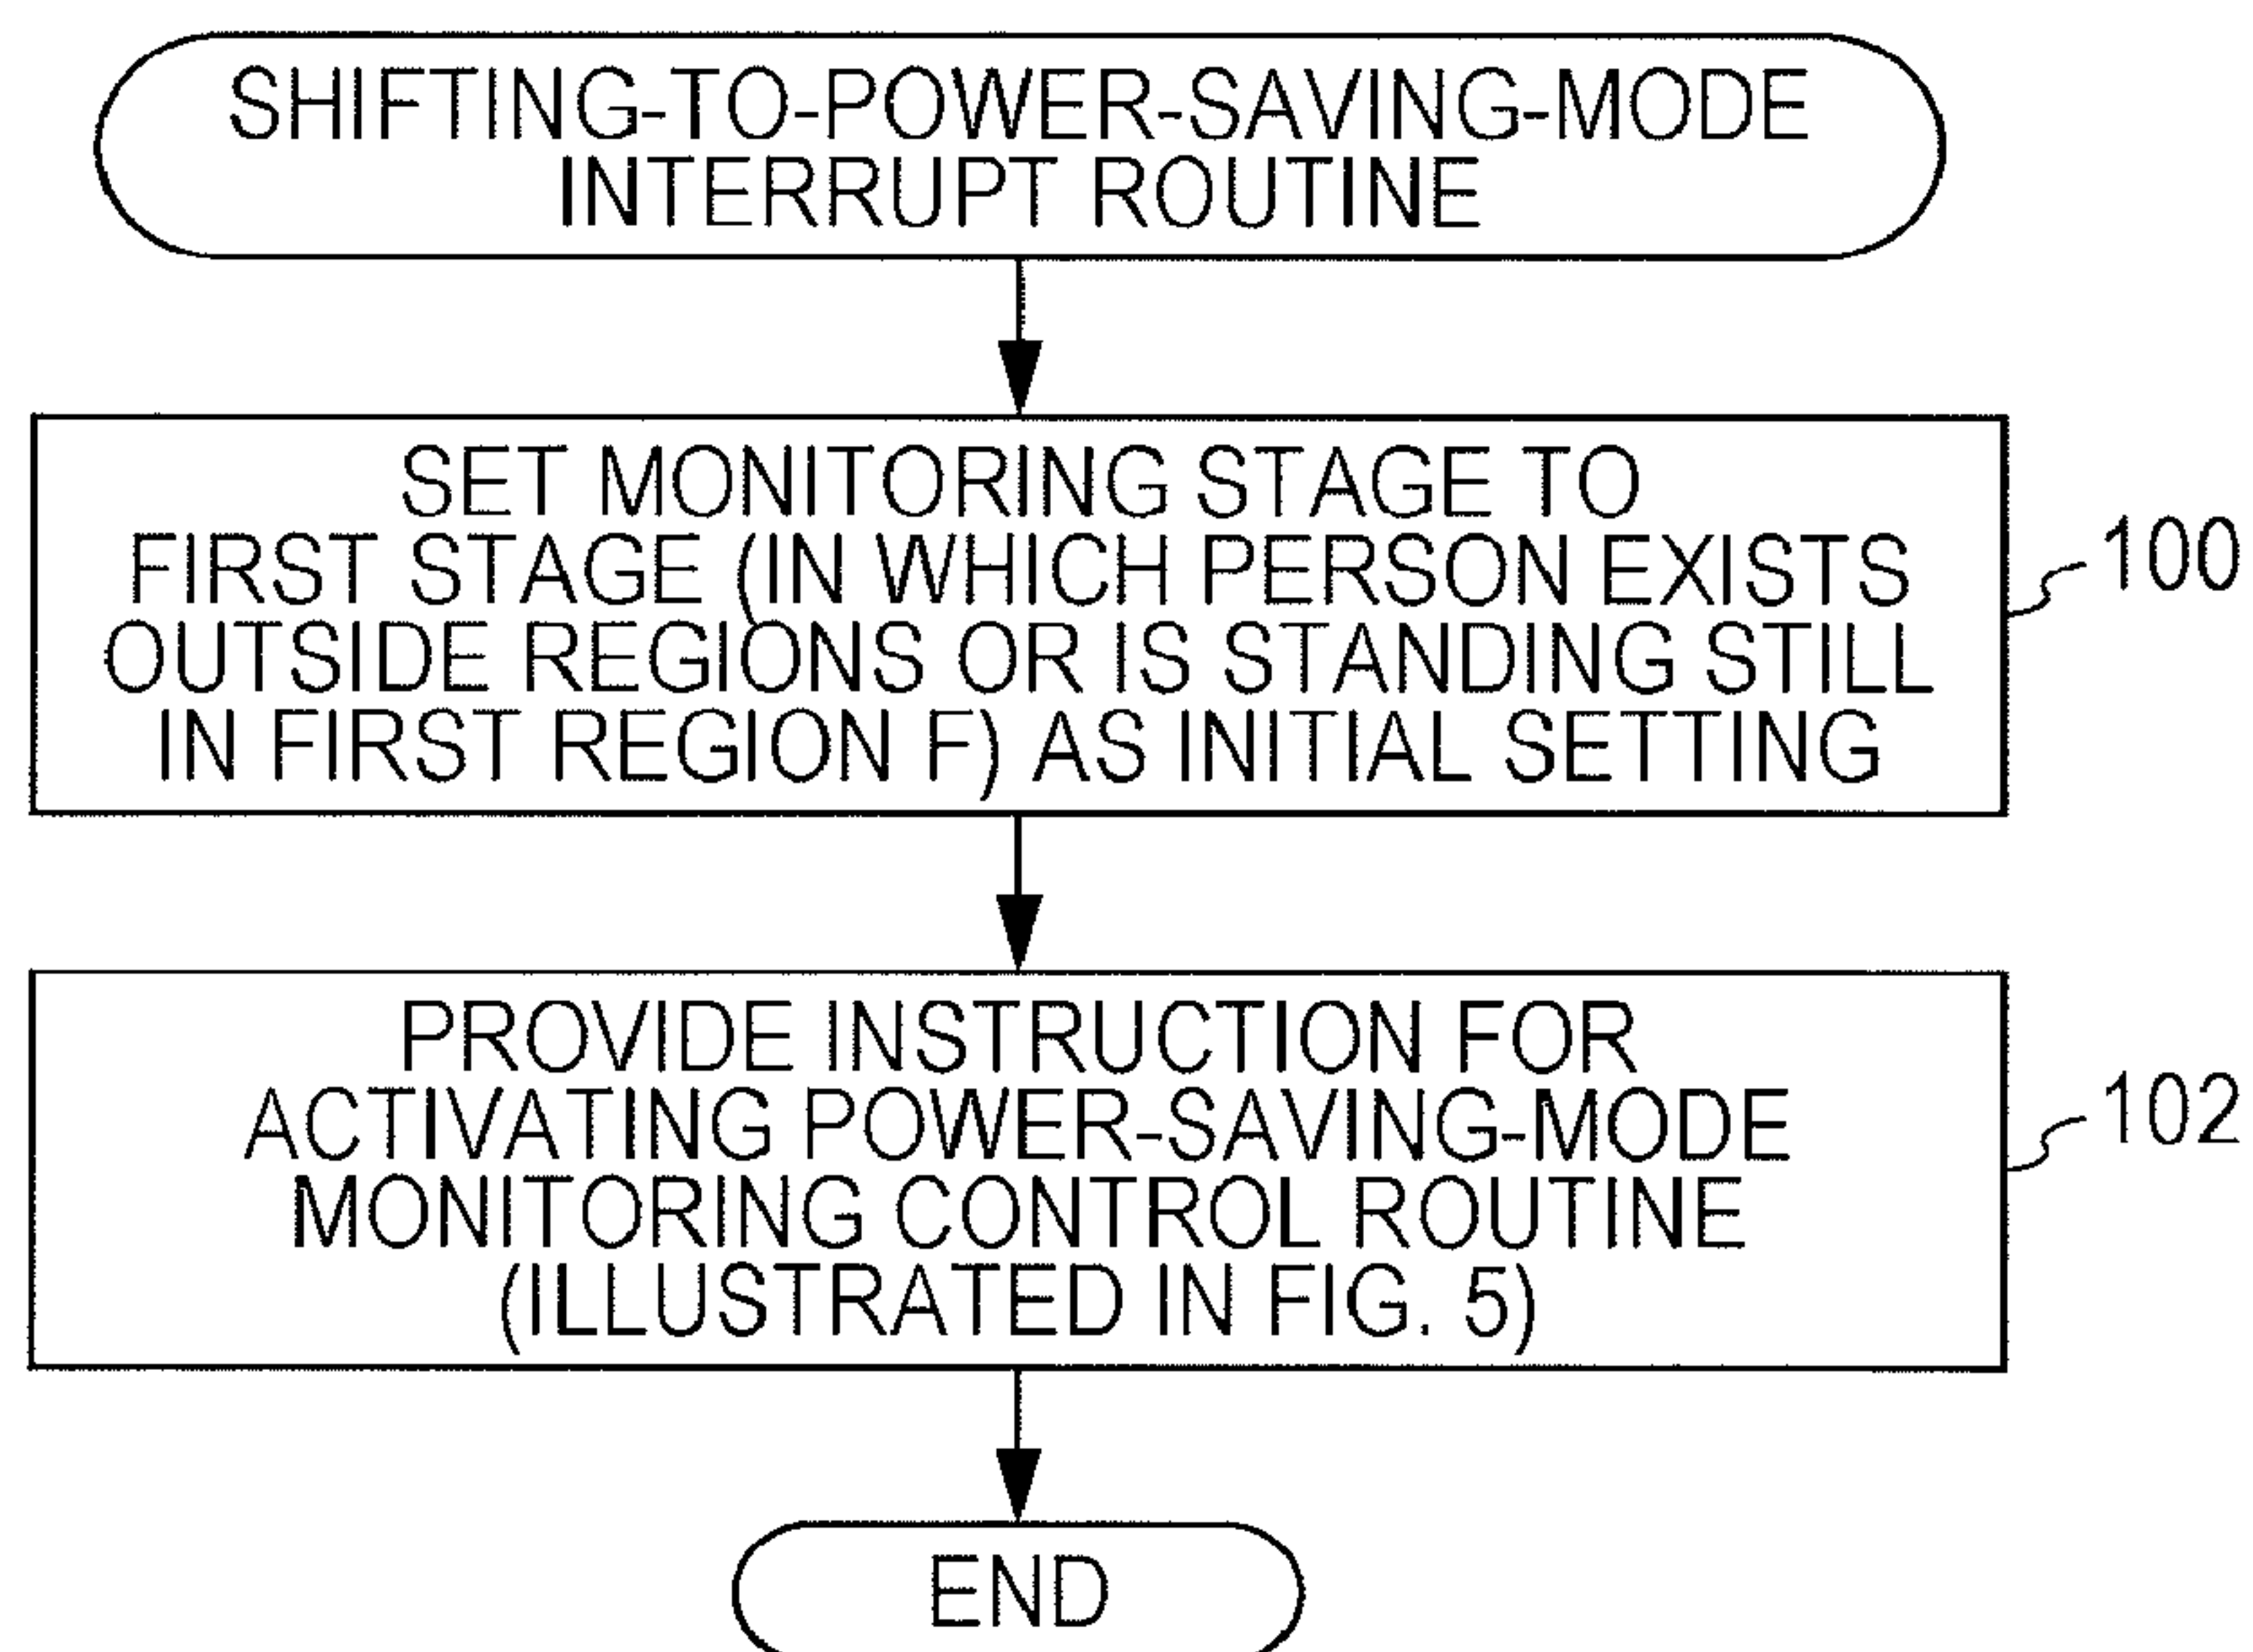 SHIFTING-TO-POWER-SAVING-MODE
INTERRUPT ROUTINE
SET MONITORING STAGE TO
FIRST STAGE (IN WHICH PERSON EXISTS
OUTSIDE REGIONS OR IS STANDING STILL
IN FIRST REGION F) AS INITIAL SETTING
100
PROVIDE INSTRUCTION FOR
ACTIVATING POWER-SAVING-MODE
MONITORING CONTROL ROUTINE
(ILLUSTRATED IN FIG. 5)
102
END